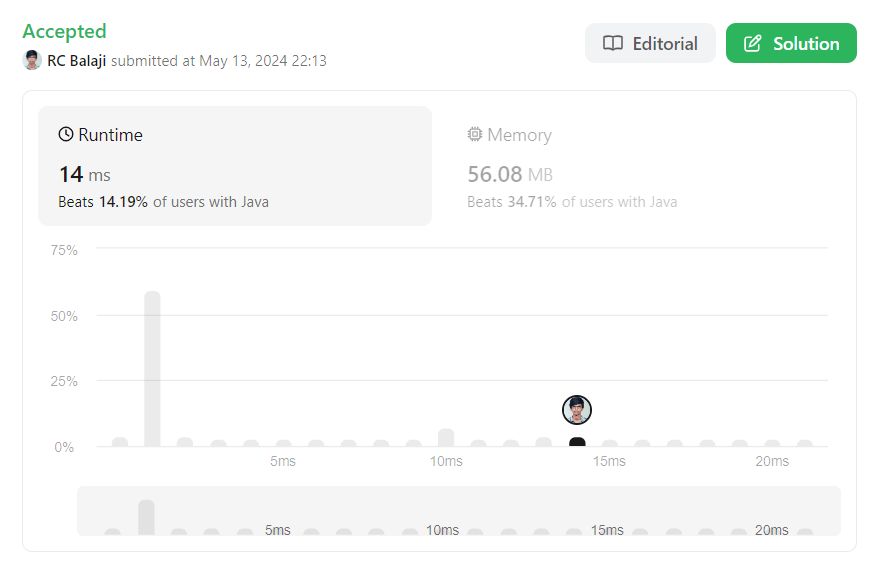 Accepted
RC Balaji submitted at May 13, 2024 22:13
Editorial
Solution
Runtime
14 ms
Beats 14.19% of users with Java
Memory
56.08 MB
Beats 34.71% of users with Java
75%
50%
25%
0%
5ms 10ms 15ms 20ms
5ms 10ms 15ms 20ms